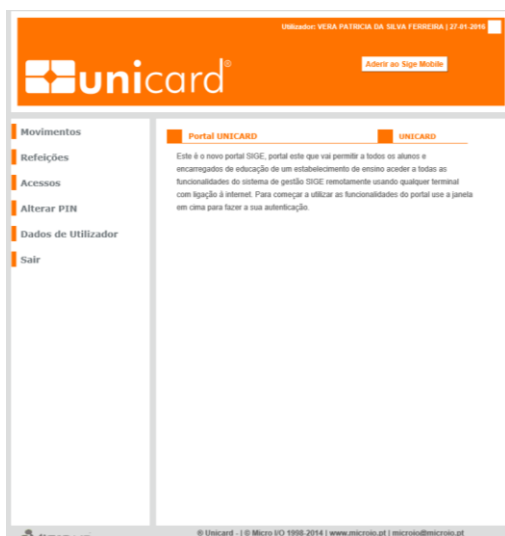 Utilizador: VERA PATRICIA DA SILVA FERREIRA | 27-01-2016
unicard®
Aderir ao Sige Mobile
Movimentos
Refeições
Acessos
Alterar PIN
Dados de Utilizador
Sair
Portal UNICARD
UNICARD
Este é o novo portal SIGE, portal este que vai permitir a todos os alunos e
encarregados de educação de um estabelecimento de ensino aceder a todas as
funcionalidades do sistema de gestão SIGE remotamente usando qualquer terminal
com ligação á internet. Para começar a utilizar as funcionalidades do portal use a janela
em cima para fazer a sua autenticação.
© Unicard - | © Micro I/O 1998-2014 | www.microio.pt | microio@microio.pt